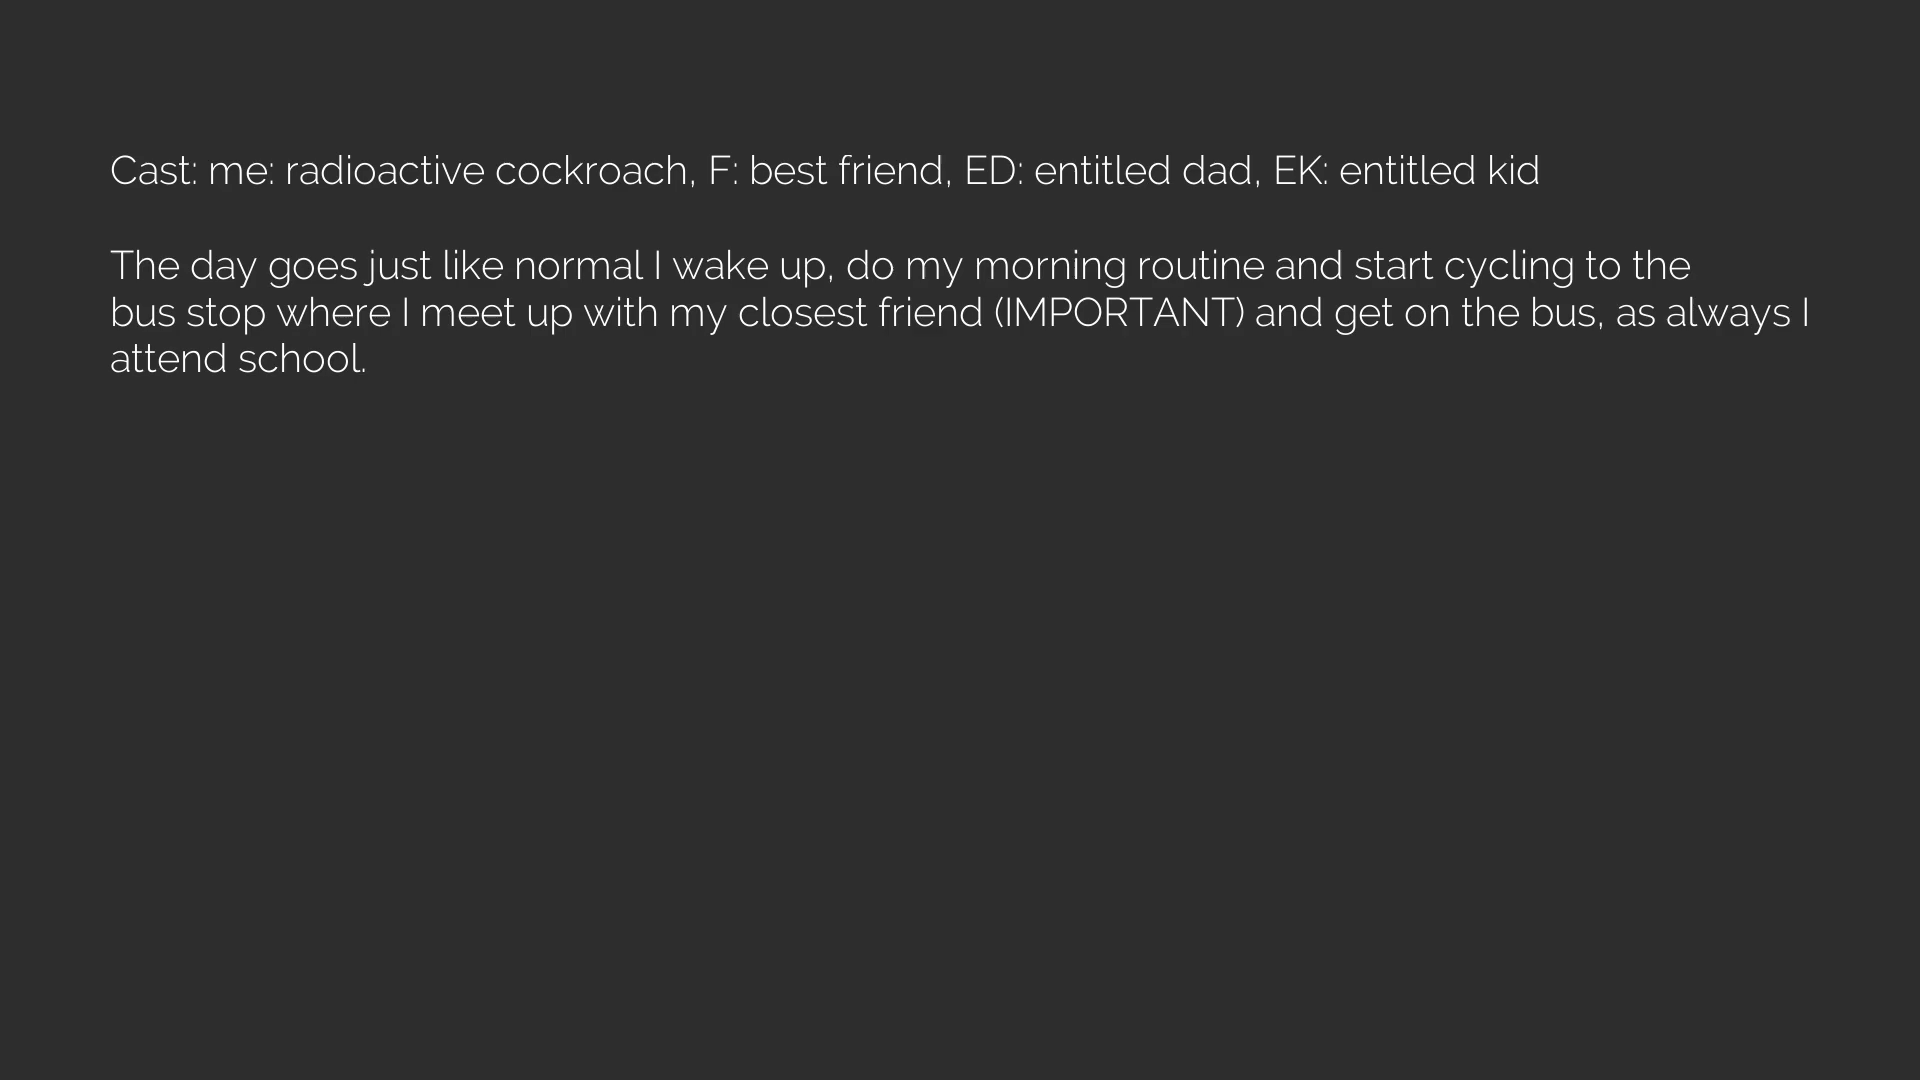 Cast: me: radioactive cockroach, F: best friend, ED: entitled dad, EK: entitled kid
The day goes just like normal I wake up, do my morning routine and start cycling to the
bus stop where I meet up with my closest friend (IMPORTANT) and get on the bus, as always I
attend school.